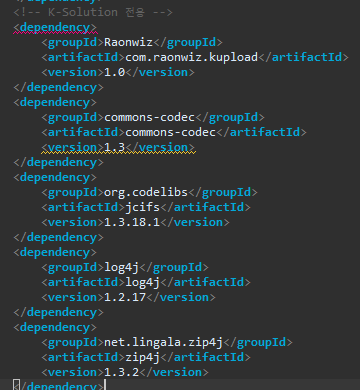 <!-- K-Solution 전용 -->
<dependency>
<groupId>Raonwiz</groupId>
<artifactId>com.raonwiz.kupload</artifactId>
<version>1.0</version>
</dependency>
<dependency>
<groupId>commons-codec</groupId>
<artifactId>commons-codec</artifactId>
<version>1.3</version>
</dependency>
<dependency>
<groupId>org.codelibs</groupId>
<artifactId>jcifs</artifactId>
<version>1.3.18.1</version>
</dependency>
<dependency>
<groupId>log4j</groupId>
<artifactId>log4j</artifactId>
<version>1.2.17</version>
</dependency>
<dependency>
<groupId>net.lingala.zip4j</groupId>
<artifactId>zip4j</artifactId>
<version>1.3.2</version>
</dependency>